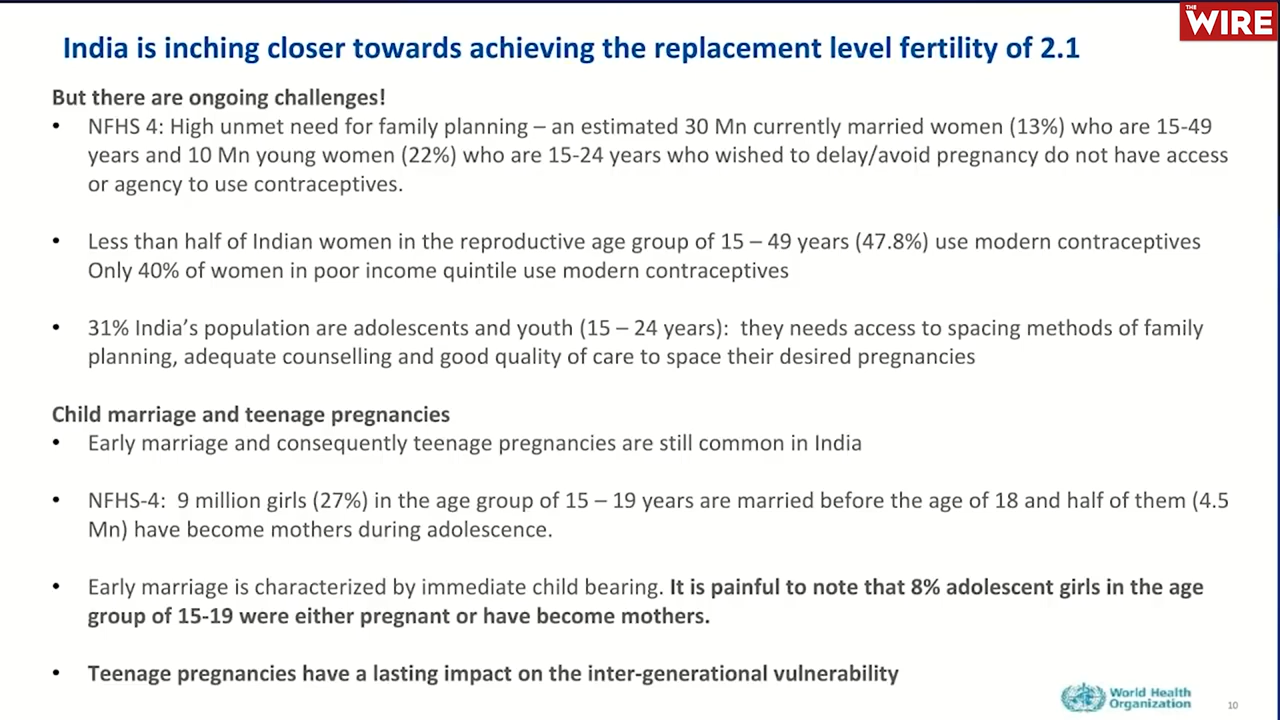 THE WIRE
India is inching closer towards achieving the replacement level fertility of 2.1
But there are ongoing challenges!
• NFHS 4: High unmet need for family planning – an estimated 30 Mn currently married women (13%) who are 15-49
years and 10 Mn young women (22%) who are 15-24 years who wished to delay/avoid pregnancy do not have access
or agency to use contraceptives.
• Less than half of Indian women in the reproductive age group of 15 – 49 years (47.8%) use modern contraceptives
Only 40% of women in poor income quintile use modern contraceptives
• 31% India’s population are adolescents and youth (15 – 24 years):  they needs access to spacing methods of family
planning, adequate counselling and good quality of care to space their desired pregnancies
Child marriage and teenage pregnancies
• Early marriage and consequently teenage pregnancies are still common in India
• NFHS-4:  9 million girls (27%) in the age group of 15 – 19 years are married before the age of 18 and half of them (4.5
Mn) have become mothers during adolescence.
• Early marriage is characterized by immediate child bearing. It is painful to note that 8% adolescent girls in the age
group of 15-19 were either pregnant or have become mothers.
• Teenage pregnancies have a lasting impact on the inter-generational vulnerability
World Health
Organization
10